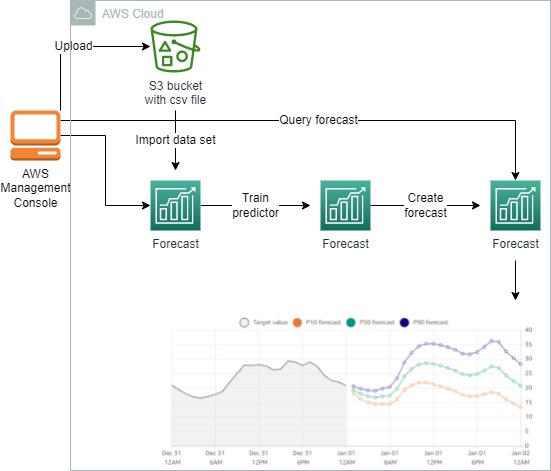 AWS Cloud
Upload
S3 bucket
with csv file
Query forecast
Import data set
AWS
Management
Console
Train
predictor
Create
forecast
Forecast
Forecast
Forecast
Target value P10 forecast P50 forecast P90 forecast
40
35
30
25
20
15
10
5
0
Dec 31 Dec 31 Dec 31 Dec 31 Jan 01 Jan 01 Jan 01 Jan 01 Jan 02
12AM 6AM 12PM 6PM 12AM 6AM 12PM 6PM 12AM